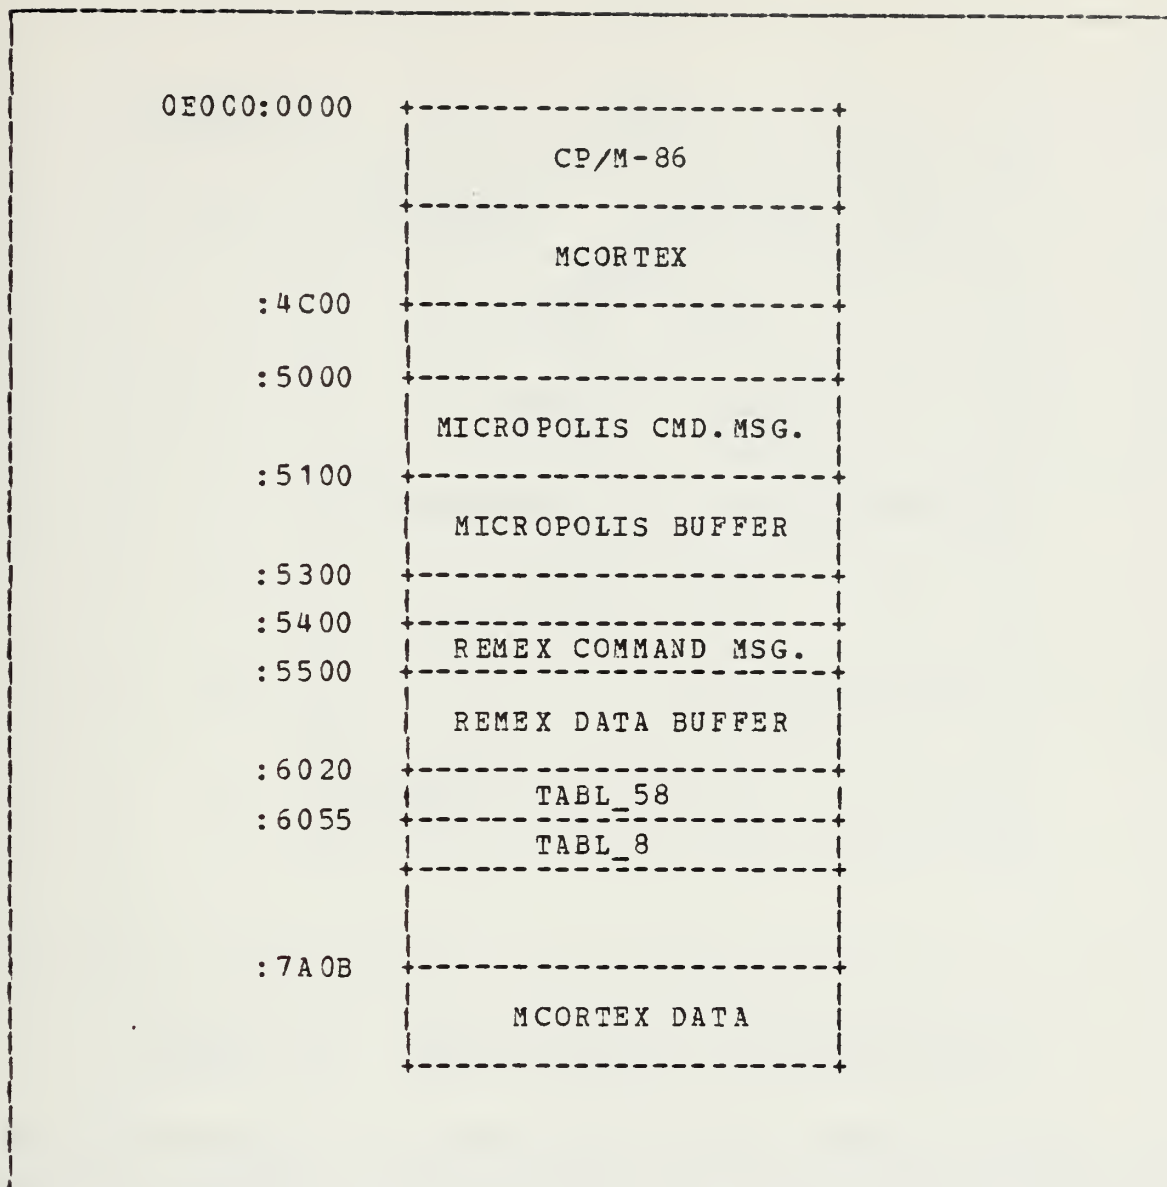 0E000:0000
CP/M-86
MCORTEX
:4C00
:5000
MICROPOLIS CMD.MSG.
:5100
MICROPOLIS BUFFER
:5300
:5400
REMEX COMMAND MSG.
:5500
REMEX DATA BUFFER
:6020
TABL_58
:6055
TABL_8
:7A0B
MCORTEX DATA